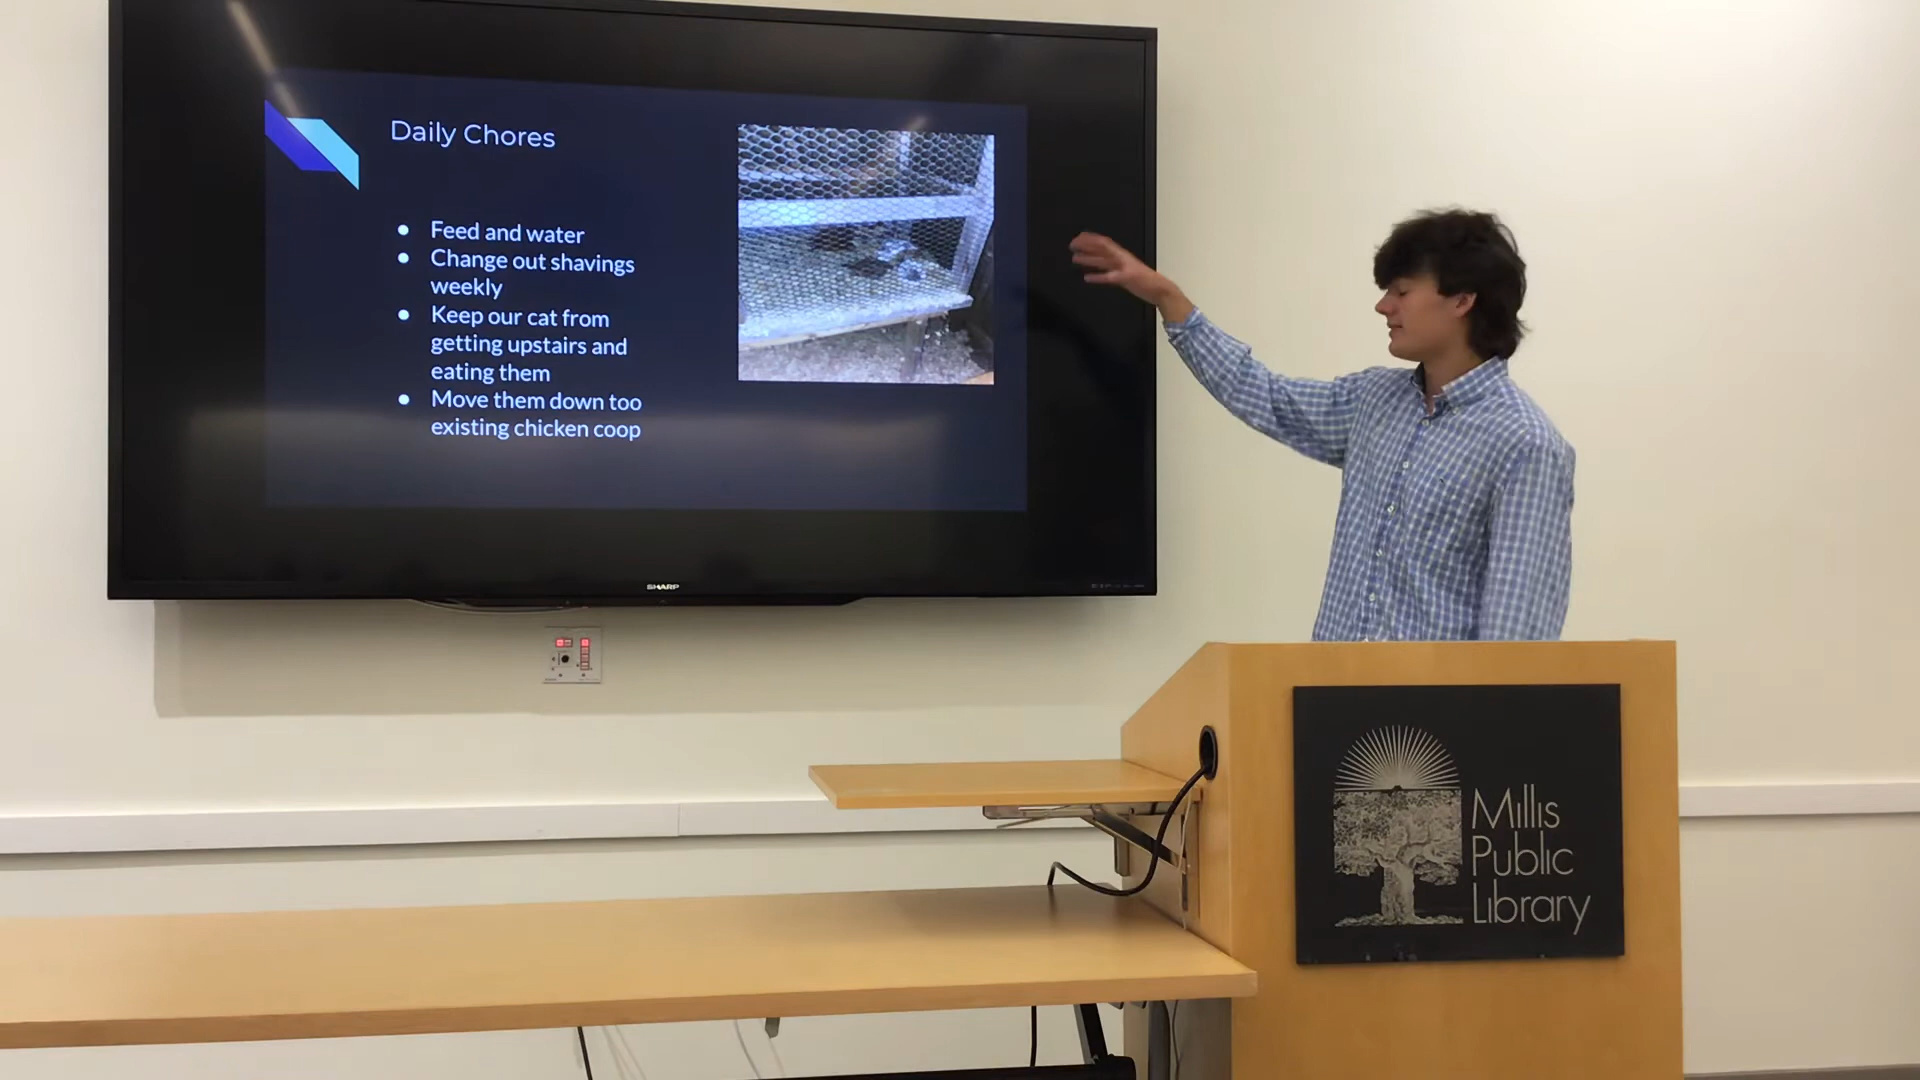 Daily Chores
Feed and water
Change out shavings
weekly
Keep our cat from
getting upstairs and
eating them
Move them down too
existing chicken coop
SHARP
Millis
Public
Library